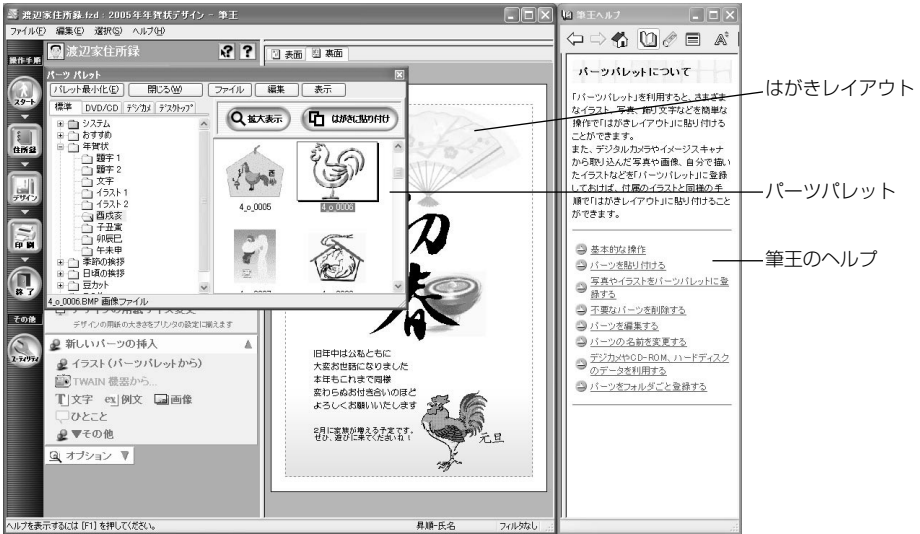 渡辺家住所録.fzd : 2005年年賀状デザイン - 筆王
ファイル(F) 編集(E) 選択(S) ヘルプ(H)
操作手順
スタート
住所録
デザイン
印刷
終了
その他
ユーティリティ
渡辺家住所録
表面 裏面
パーツ パレット
パレット最小化(E) 閉じる(W) ファイル 編集 表示
標準 DVD/CD デジカメ デスクトップ
拡大表示 はがきに貼り付け
システム
おすすめ
年賀状
題字1
題字2
文字
イラスト1
イラスト2
酉戌亥
子丑寅
卯辰巳
午未申
季節の挨拶
日頃の挨拶
豆カット
4_o_0005
4_o_0006
4_o_0006.BMP 画像ファイル
デザインの用紙の大きさをプリンタの設定に揃えます
新しいパーツの挿入
イラスト(パーツパレットから)
TWAIN 機器から...
文字 ex 例文 画像
ひとこと
▼その他
オプション ▼
初春
旧年中は公私ともに
大変お世話になりました
本年もこれまで同様
変わらぬお付き合いのほど
よろしくお願いいたします
2月に家族が増える予定です。
ぜひ、遊びに来てくださいね!
元旦
ヘルプを表示するには [F1] を押してください。
昇順-氏名 フィルタなし
筆王ヘルプ
パーツパレットについて
「パーツパレット」を利用すると、さまざま
なイラスト、写真、飾り文字などを簡単な
操作で「はがきレイアウト」に貼り付ける
ことができます。
また、デジタルカメラやイメージスキャナ
から取り込んだ写真や画像、自分で描い
たイラストなどを「パーツパレット」に登録
しておけば、付属のイラストと同様の手
順で「はがきレイアウト」に貼り付けること
ができます。
基本的な操作
パーツを貼り付ける
写真やイラストをパーツパレットに登
録する
不要なパーツを削除する
パーツを編集する
パーツの名前を変更する
デジカメやCD-ROM、ハードディスク
のデータを利用する
パーツをフォルダごと登録する
はがきレイアウト
パーツパレット
筆王のヘルプ